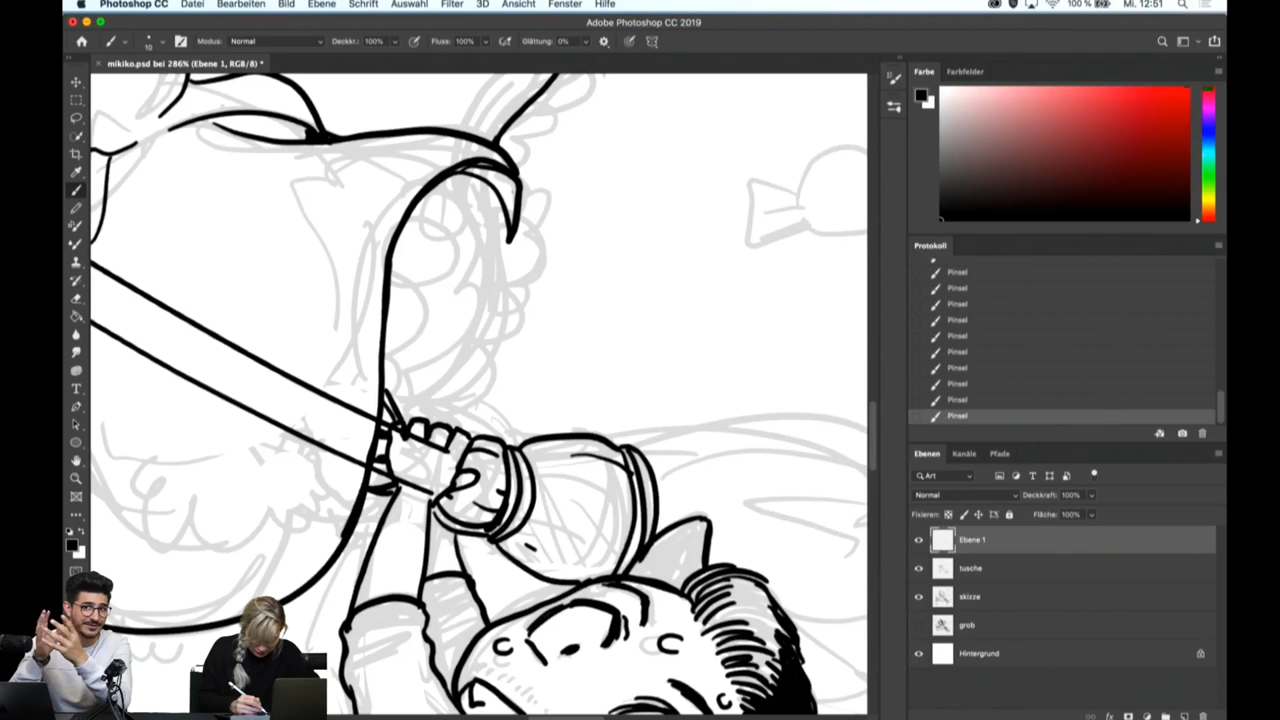 Photoshop CC Datei Bearbeiten Bild Ebene Schrift Auswahl Filter 3D Ansicht Fenster Hilfe 100 % Mi. 12:51
Adobe Photoshop CC 2019
10 Modus: Normal Deckkr.: 100% Fluss: 100% Glättung: 0%
mikiko.psd bei 286% (Ebene 1, RGB/8) *
Farbe Farbfelder
Protokoll
Pinsel
Pinsel
Pinsel
Pinsel
Pinsel
Pinsel
Pinsel
Pinsel
Pinsel
Pinsel
Ebenen Kanäle Pfade
Art
Normal Deckkraft: 100%
Fixieren: Fläche: 100%
Ebene 1
tusche
skizze
grob
Hintergrund